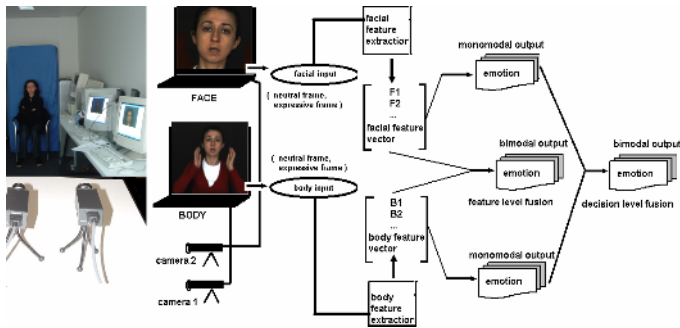 FACE
BODY
camera 2
camera 1
facial input
( neutral frame,
expressive frame )
( neutral frame,
expressive frame )
body input
facial
feature
extraction
F1
F2
...
facial feature
vector
B1
B2
...
body feature
vector
body
feature
extraction
monomodal output
emotion
bimodal output
emotion
feature level fusion
monomodal output
emotion
bimodal output
emotion
decision level fusion